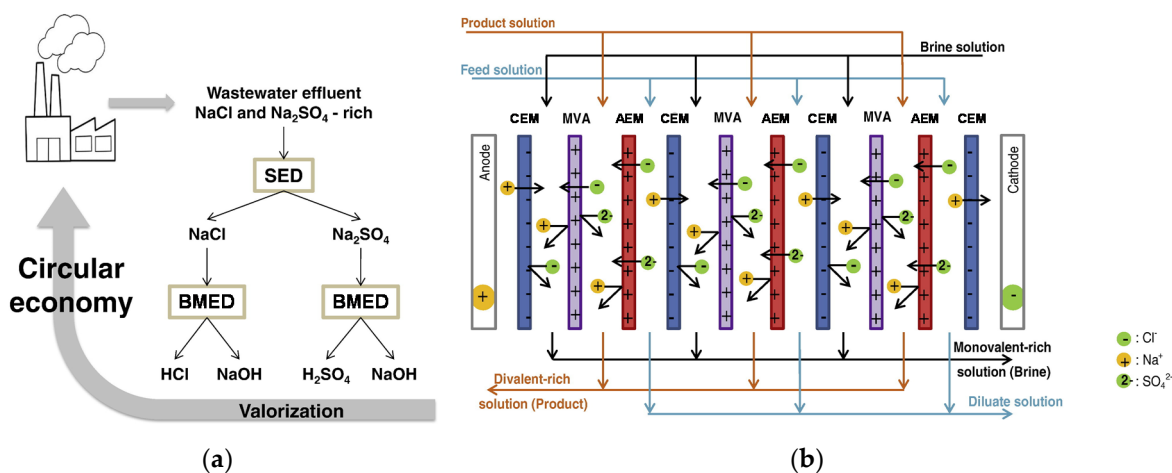 Wastewater effluent
NaCl and Na₂SO₄ - rich
SED
NaCl
Na₂SO₄
Circular
economy
BMED
BMED
HCl
NaOH
H₂SO₄
NaOH
Valorization
(a)
Product solution
Brine solution
Feed solution
CEM MVA AEM CEM MVA AEM CEM MVA AEM CEM
Anode
Cathode
+
-
2-
Monovalent-rich
solution (Brine)
Divalent-rich
solution (Product)
Diluate solution
- : Cl⁻
+ : Na⁺
2- : SO₄²⁻
(b)